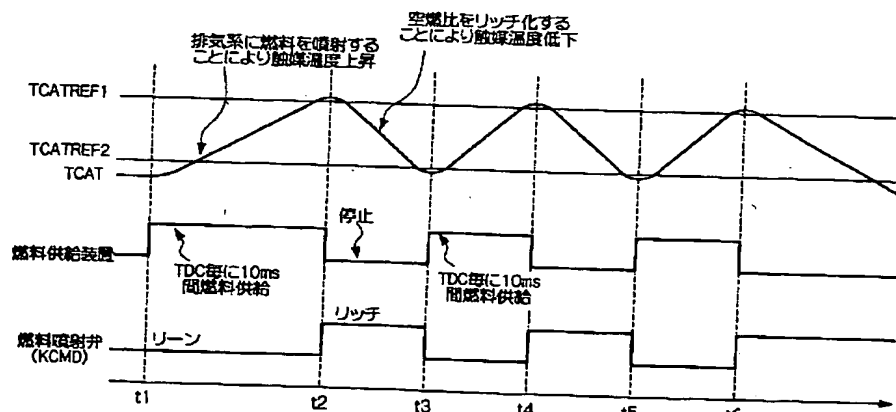 排気系に燃料を噴射する
ことにより触媒温度上昇
空燃比をリッチ化する
ことにより触媒温度低下
TCATREF1
TCATREF2
TCAT
燃料供給装置
TDC毎に10ms
間燃料供給
停止
TDC毎に10ms
間燃料供給
燃料噴射弁
(KCMD)
リーン
リッチ
t1
t2
t3
t4
t5